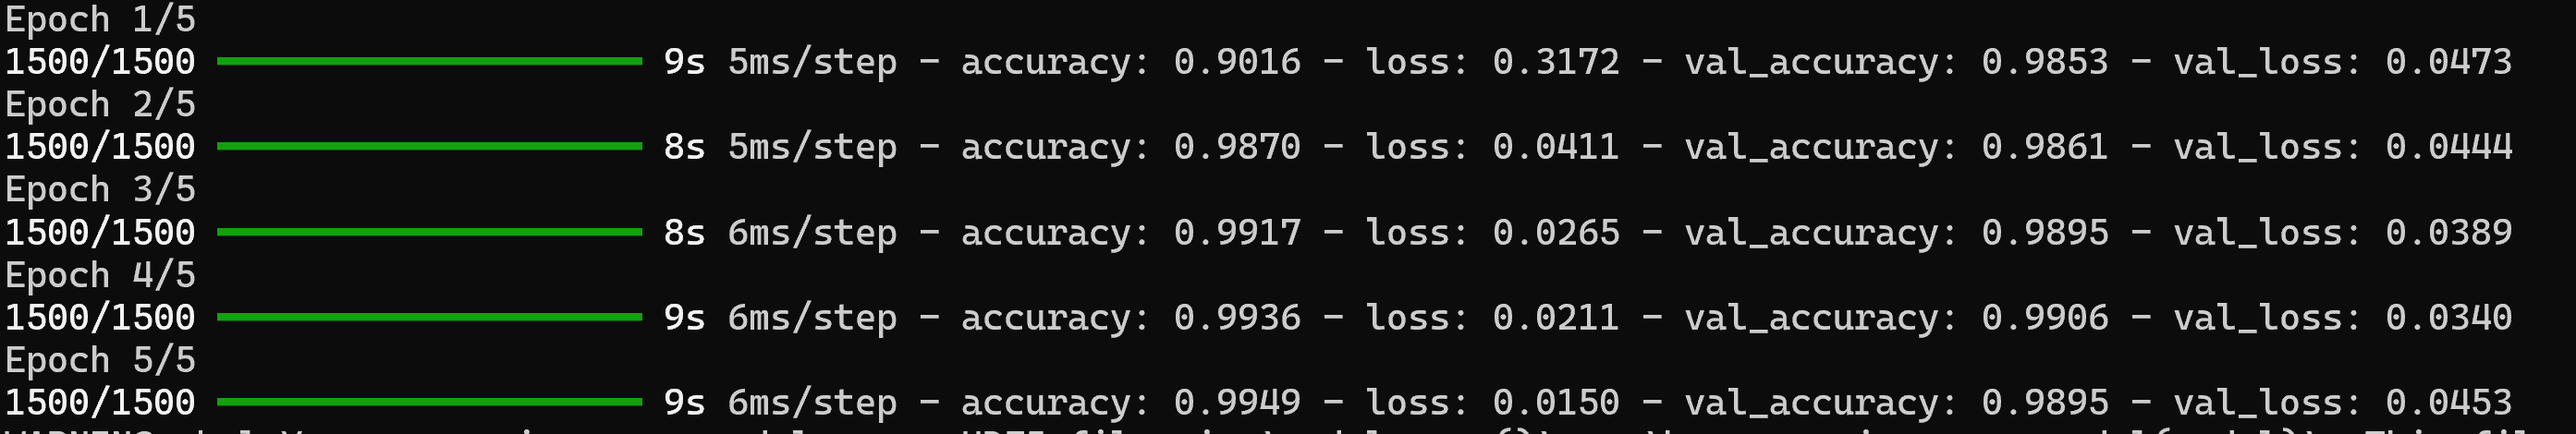 Epoch 1/5
1500/1500 9s 5ms/step - accuracy: 0.9016 - loss: 0.3172 - val_accuracy: 0.9853 - val_loss: 0.0473
Epoch 2/5
1500/1500 8s 5ms/step - accuracy: 0.9870 - loss: 0.0411 - val_accuracy: 0.9861 - val_loss: 0.0444
Epoch 3/5
1500/1500 8s 6ms/step - accuracy: 0.9917 - loss: 0.0265 - val_accuracy: 0.9895 - val_loss: 0.0389
Epoch 4/5
1500/1500 9s 6ms/step - accuracy: 0.9936 - loss: 0.0211 - val_accuracy: 0.9906 - val_loss: 0.0340
Epoch 5/5
1500/1500 9s 6ms/step - accuracy: 0.9949 - loss: 0.0150 - val_accuracy: 0.9895 - val_loss: 0.0453